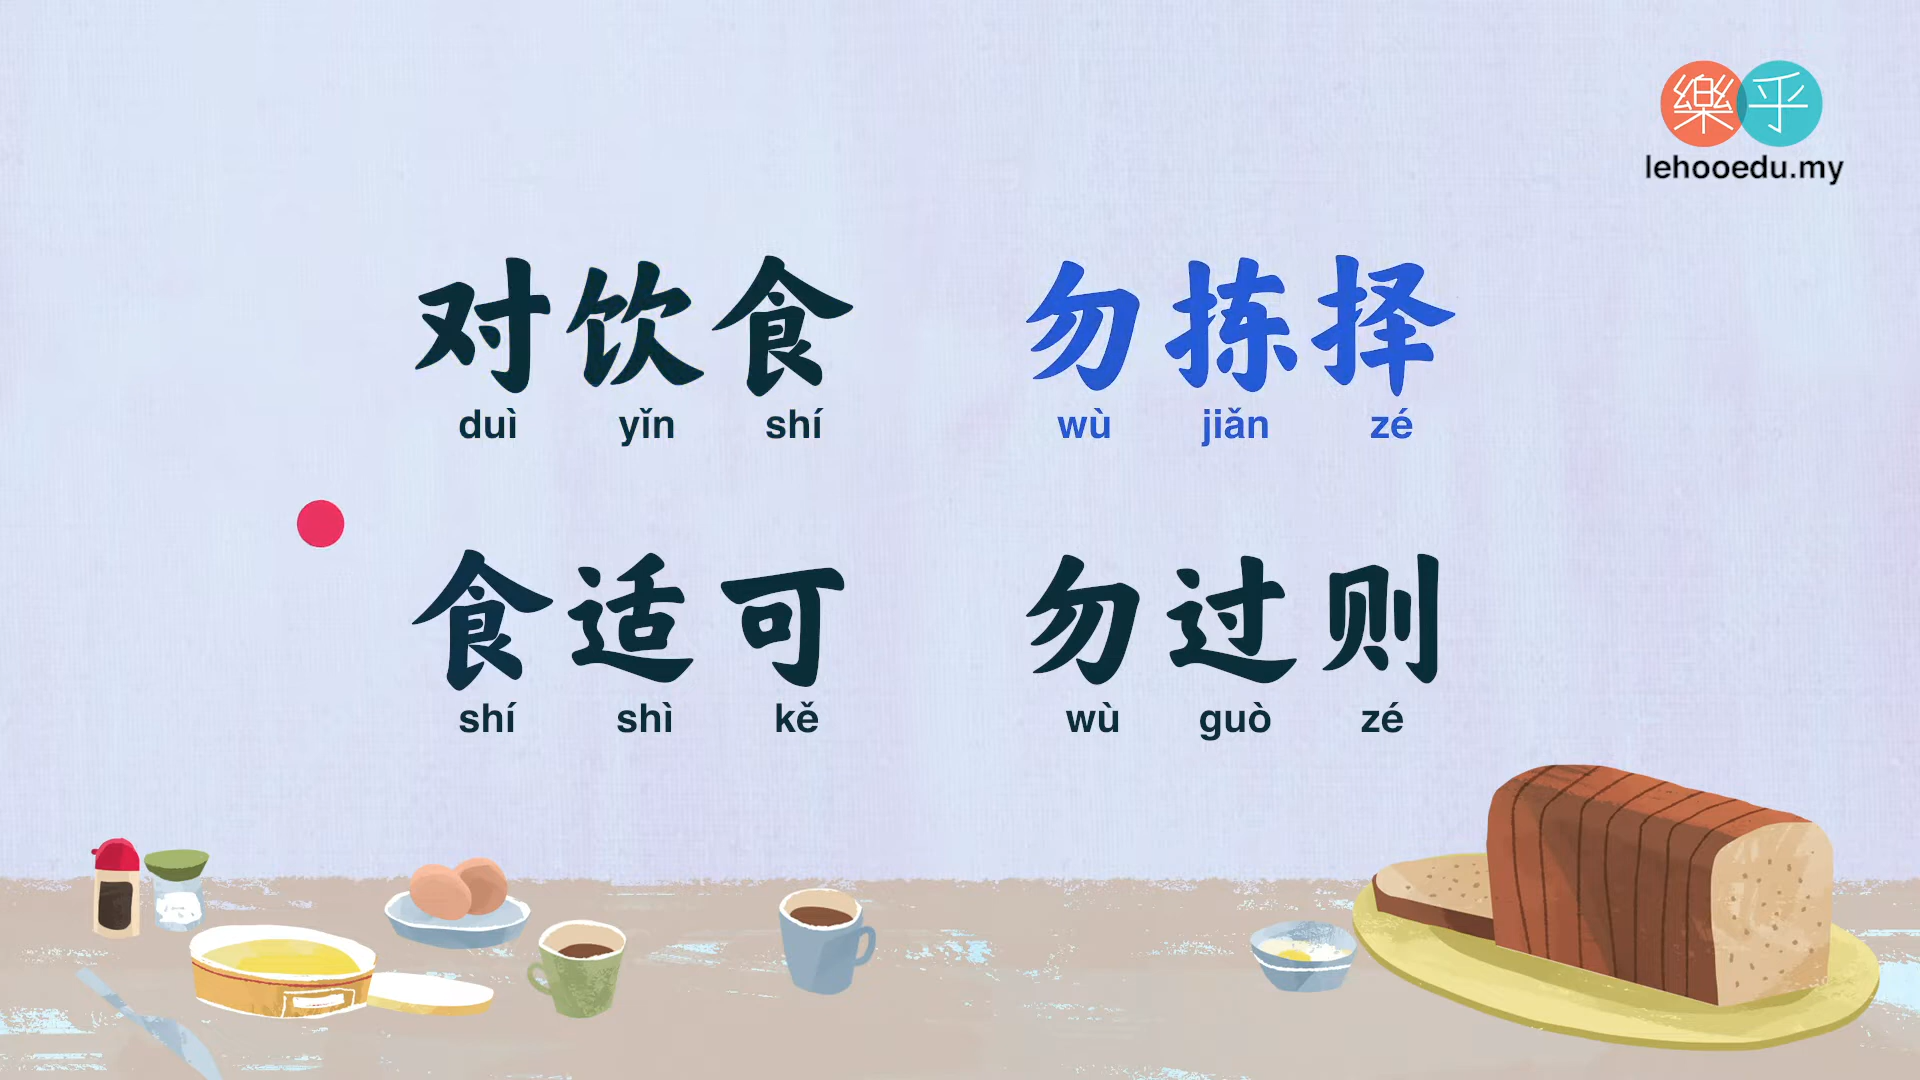 樂乎
lehooedu.my
对饮食 勿拣择
duì yǐn shí wù jiǎn zé
食适可 勿过则
shí shì kě wù guò zé